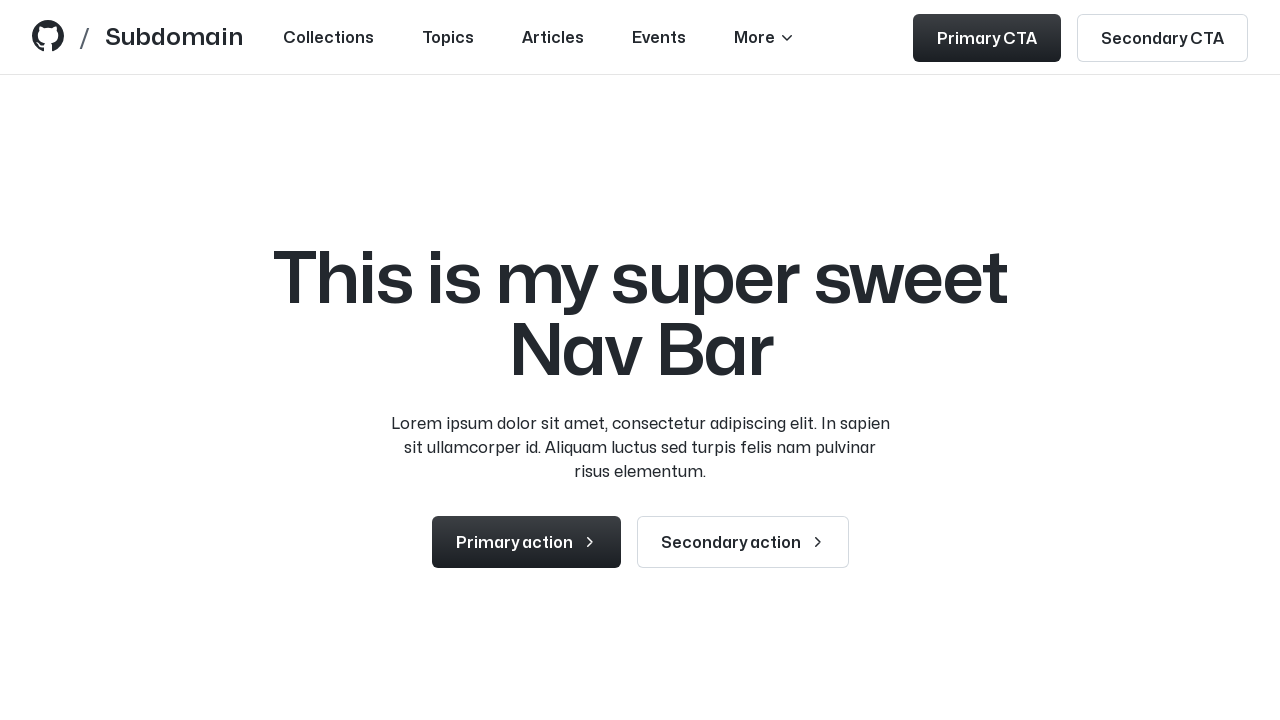 / Subdomain Collections Topics Articles Events More Primary CTA Secondary CTA
This is my super sweet
Nav Bar
Lorem ipsum dolor sit amet, consectetur adipiscing elit. In sapien
sit ullamcorper id. Aliquam luctus sed turpis felis nam pulvinar
risus elementum.
Primary action Secondary action